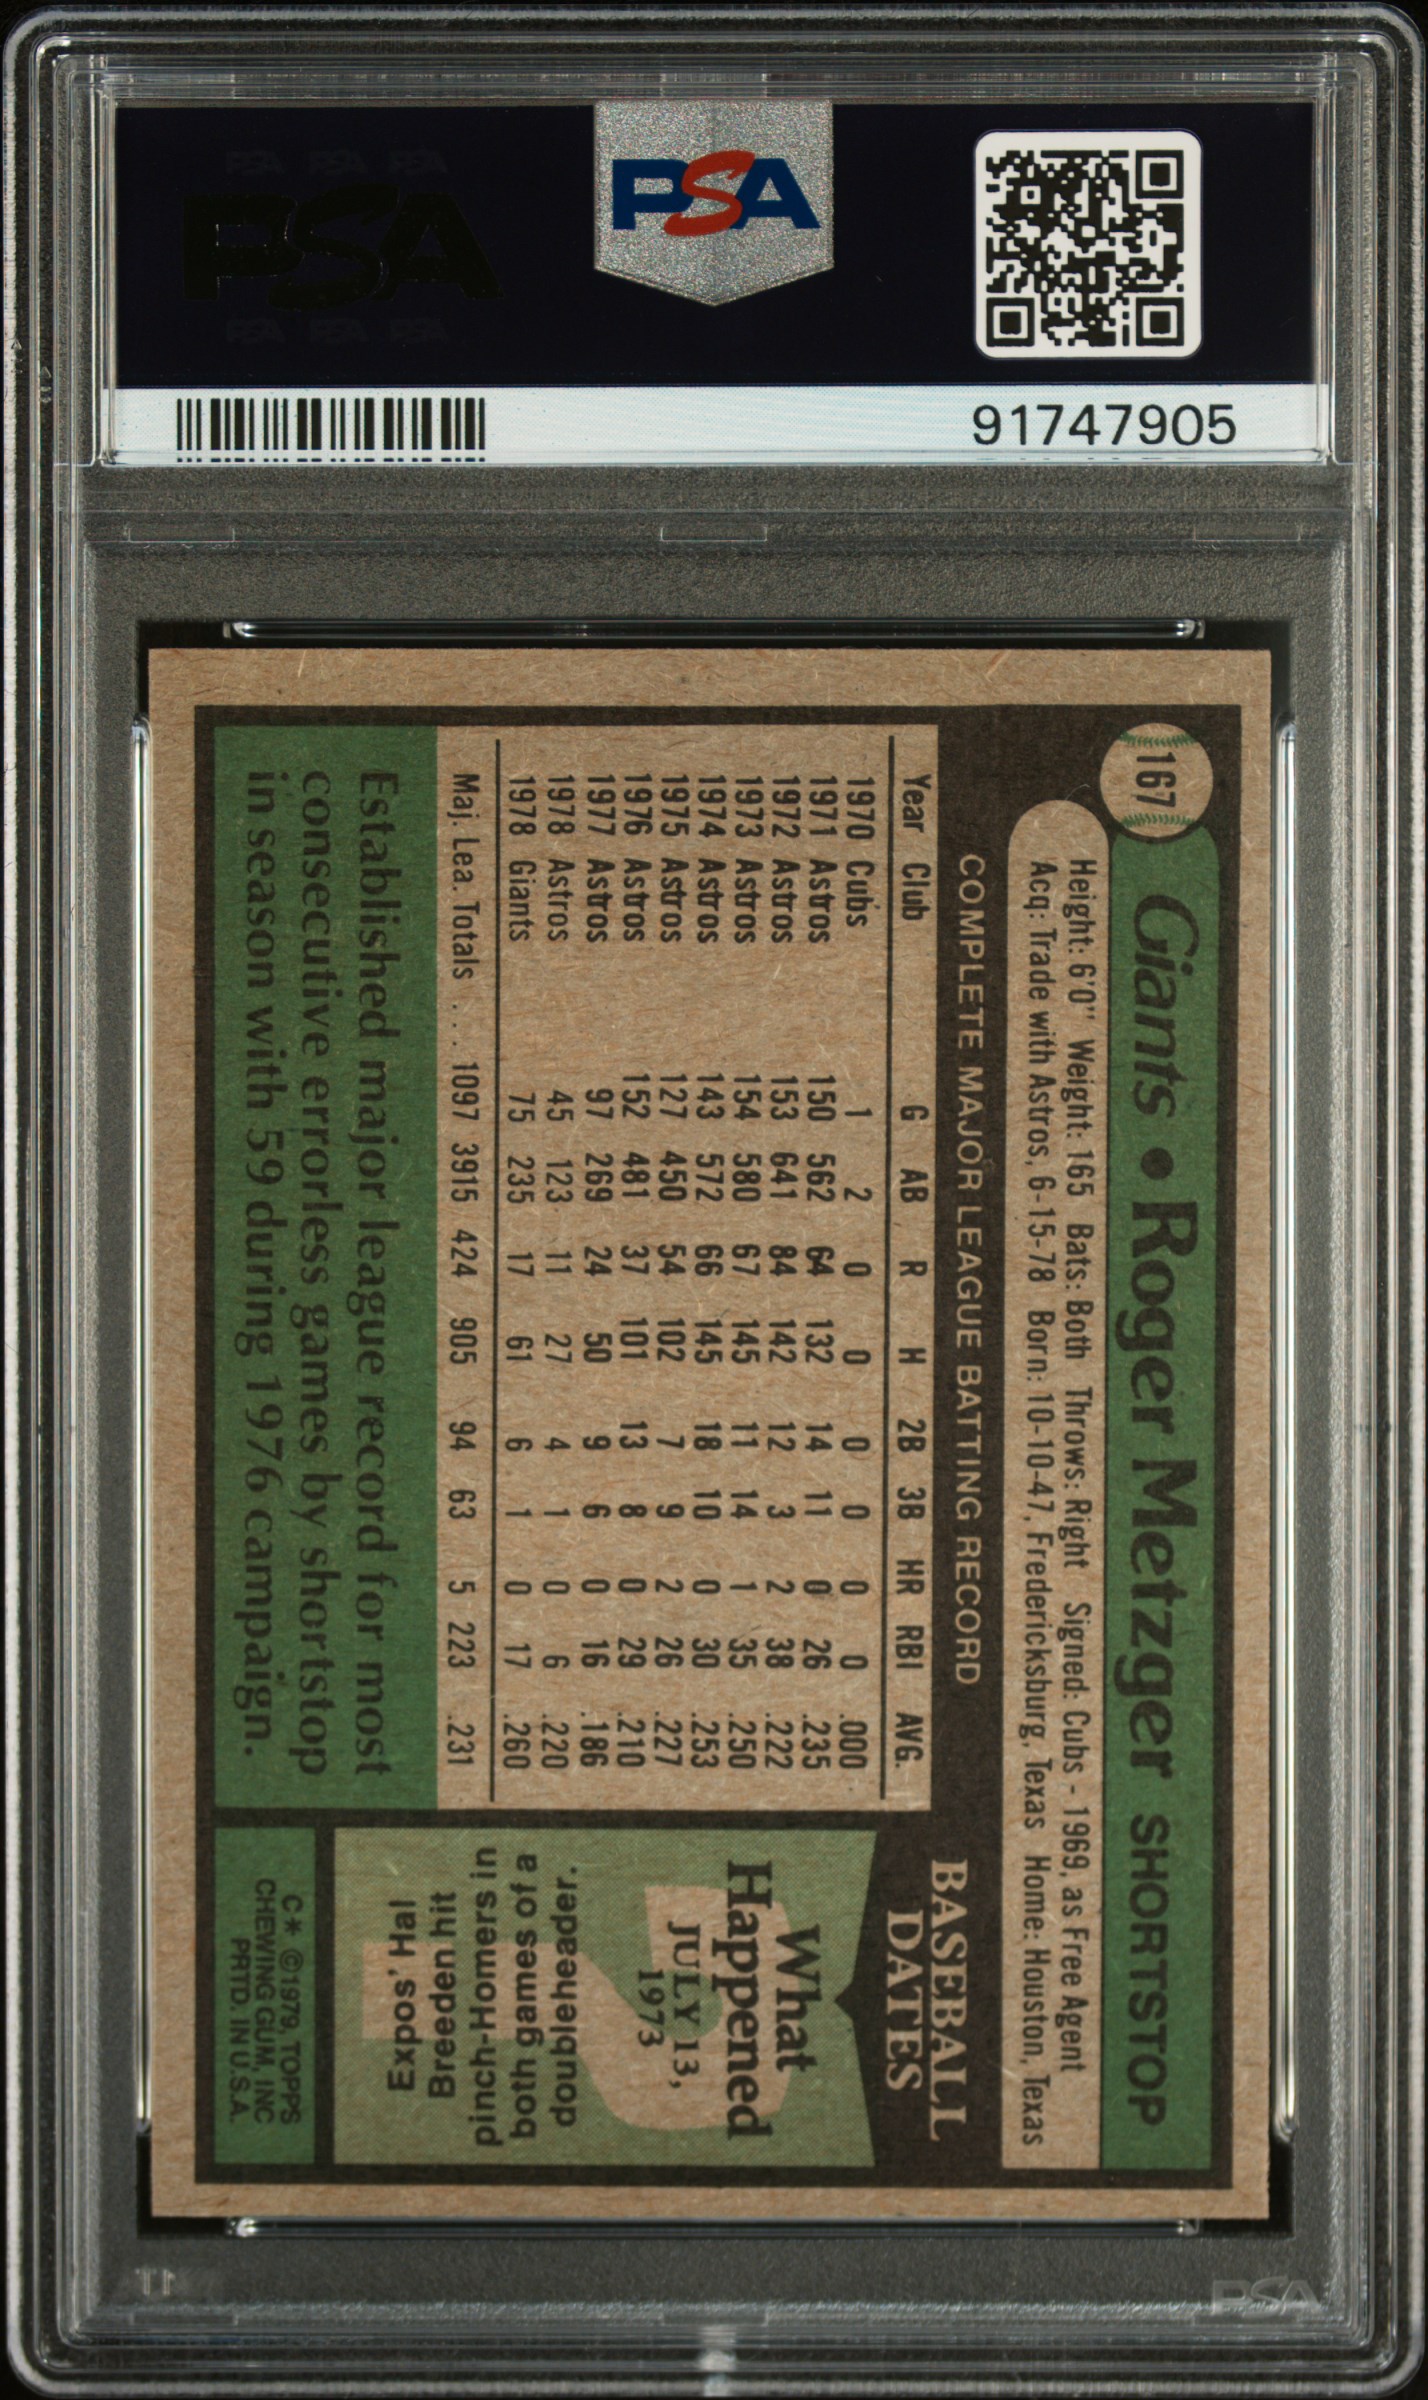 PSA PSA PSA
PSA
PSA PSA PSA
PSA
91747905
167
Giants • Roger Metzger SHORTSTOP
Height: 6'0" Weight: 165 Bats: Both Throws: Right Signed: Cubs - 1969, as Free Agent
Acq: Trade with Astros, 6-15-78 Born: 10-10-47, Fredericksburg, Texas Home: Houston, Texas
COMPLETE MAJOR LEAGUE BATTING RECORD
Year Club G AB R H 2B 3B HR RBI AVG.
1970 Cubs 1 2 0 0 0 0 0 0 .000
1971 Astros 150 562 64 132 14 11 0 26 .235
1972 Astros 153 641 84 142 12 3 2 38 .222
1973 Astros 154 580 67 145 11 14 1 35 .250
1974 Astros 143 572 66 145 18 10 0 30 .253
1975 Astros 127 450 54 102 7 9 2 26 .227
1976 Astros 152 481 37 101 13 8 0 29 .210
1977 Astros 97 269 24 50 9 6 0 16 .186
1978 Astros 45 123 11 27 4 1 0 6 .220
1978 Giants 75 235 17 61 6 1 0 17 .260
Maj. Lea. Totals . . . 1097 3915 424 905 94 63 5 223 .231
Established major league record for most
consecutive errorless games by shortstop
in season with 59 during 1976 campaign.
BASEBALL
DATES
What
Happened
JULY 13,
1973
Expos' Hal
Breeden hit
pinch-Homers in
both games of a
doubleheader.
C* ©1979, TOPPS
CHEWING GUM, INC
PRTD. IN U.S.A.
PSA